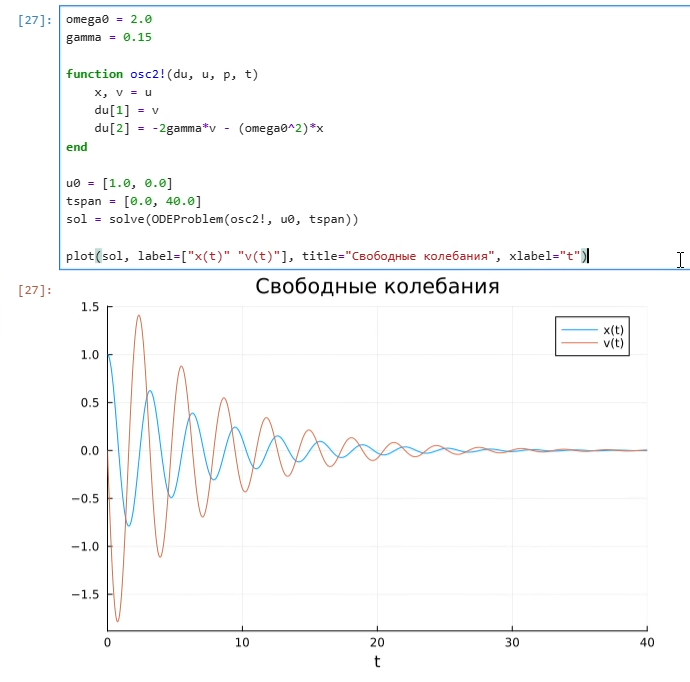 [27]:
omega0 = 2.0
gamma = 0.15
function osc2!(du, u, p, t)
x, v = u
du[1] = v
du[2] = -2gamma*v - (omega0^2)*x
end
u0 = [1.0, 0.0]
tspan = [0.0, 40.0]
sol = solve(ODEProblem(osc2!, u0, tspan))
plot(sol, label=["x(t)" "v(t)"], title="Свободные колебания", xlabel="t")
[27]:
Свободные колебания
x(t)
v(t)
1.5
1.0
0.5
0.0
−0.5
−1.0
−1.5
0 10 20 30 40
t